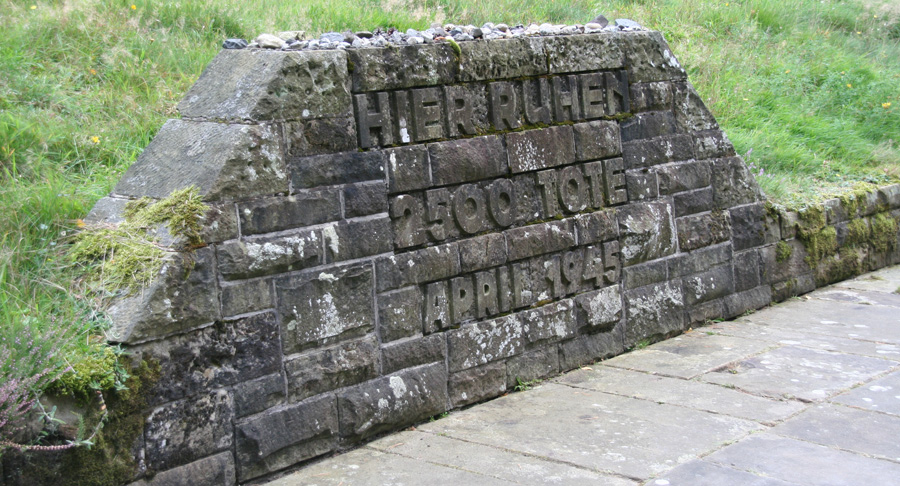 HIER RUHEN
2500 TOTE
APRIL 1945